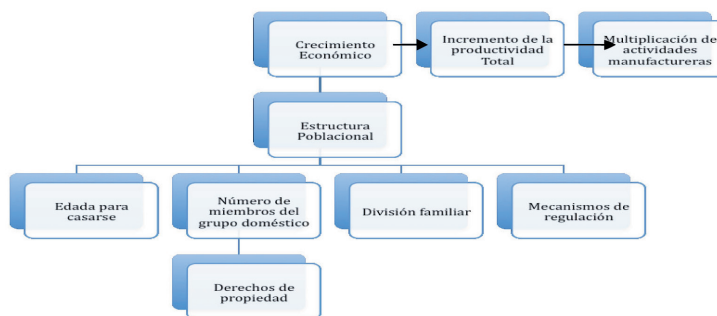 Crecimiento
Económico
Incremento de la
productividad
Total
Multiplicación de
actividades
manufactureras
Estructura
Poblacional
Edada para
casarse
Número de
miembros del
grupo doméstico
División familiar
Mecanismos de
regulación
Derechos de
propiedad